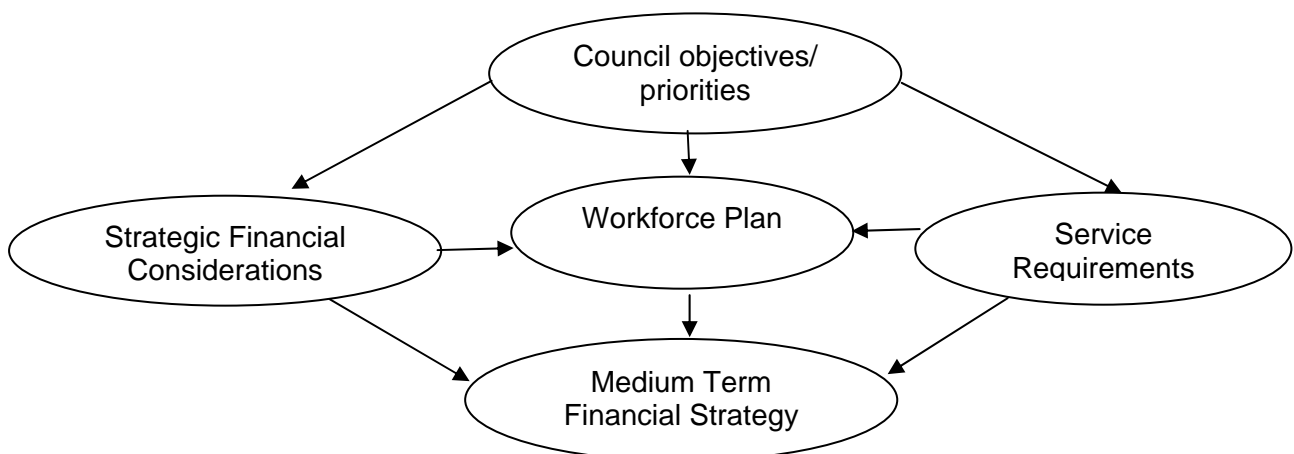 Council objectives/
priorities
Workforce Plan
Strategic Financial
Considerations
Service
Requirements
Medium Term
Financial Strategy